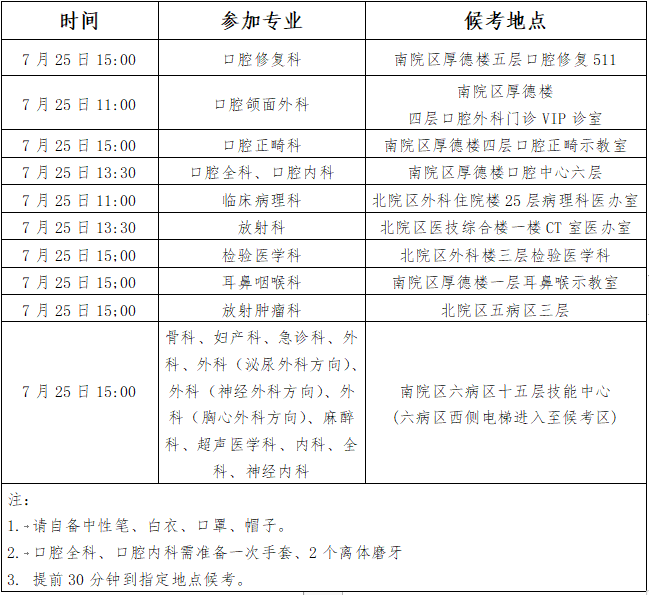 时间 参加专业 候考地点
7月25日15:00 口腔修复科 南院区厚德楼五层口腔修复511
7月25日11:00 口腔颌面外科 南院区厚德楼
四层口腔外科门诊VIP诊室
7月25日15:00 口腔正畸科 南院区厚德楼四层口腔正畸示教室
7月25日13:30 口腔全科、口腔内科 南院区厚德楼口腔中心六层
7月25日11:00 临床病理科 北院区外科住院楼25层病理科医办室
7月25日13:30 放射科 北院区医技综合楼一楼CT室医办室
7月25日15:00 检验医学科 北院区外科楼三层检验医学科
7月25日15;00 耳鼻咽喉科 南院区厚德楼一层耳鼻喉示教室
7月25日15;00 放射肿瘤科 北院区五病区三层
7月25日15:00
骨科、妇产科、急诊科、外
科、外科（泌尿外科方向）、
外科（神经外科方向）、外
科（胸心外科方向）、麻醉
科、超声医学科、内科、全
科、神经内科
南院区六病区十五层技能中心
(六病区西侧电梯进入至候考区)
注：
1.→请自备中性笔、白衣、口罩、帽子。
2.→口腔全科、口腔内科需准备一次手套、2个离体磨牙
3. 提前30分钟到指定地点候考。